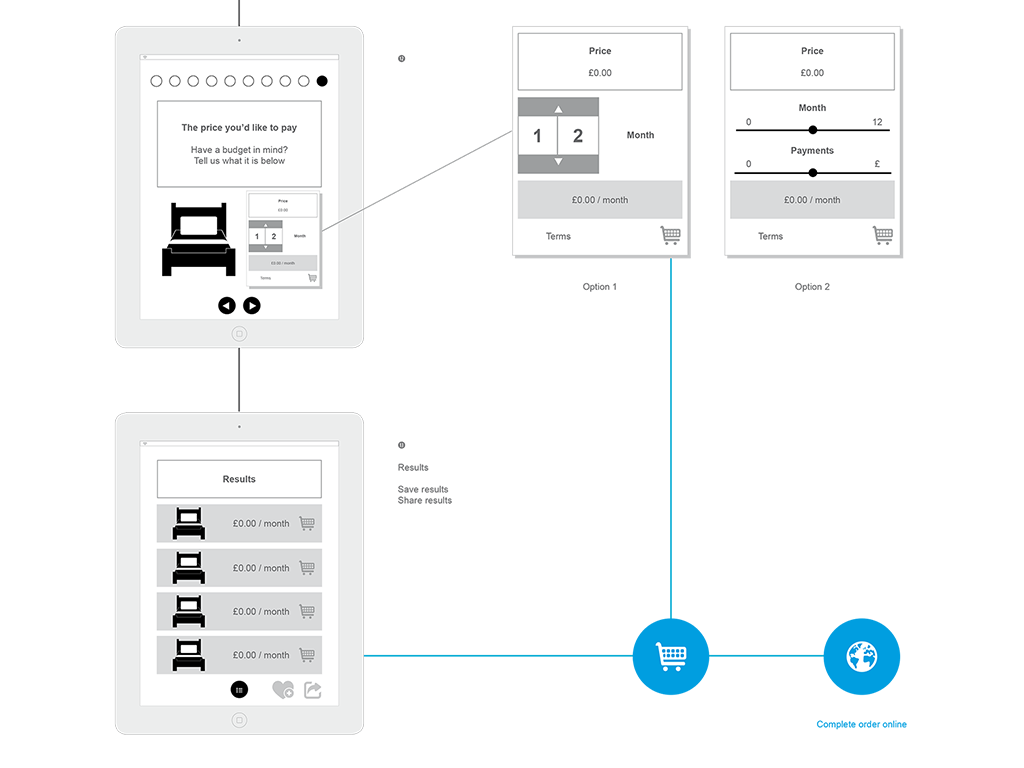 The price you'd like to pay
Have a budget in mind?
Tell us what it is below
Price
£0.00
1 2 Month
£0.00 / month
Terms
Price
£0.00
1 2 Month
£0.00 / month
Terms
Option 1
Price
£0.00
Month
0 12
Payments
0 £
£0.00 / month
Terms
Option 2
Results
£0.00 / month
£0.00 / month
£0.00 / month
£0.00 / month
Results
Save results
Share results
Complete order online